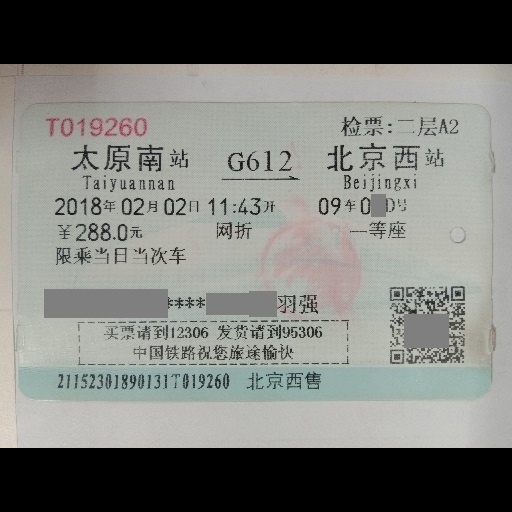 T019260 检票:二层A2
太原南站 G612 北京西站
Taiyuannan Beijingxi
2018年02月02日 11:43开 09车0 0号
¥288.0元 网折 一等座
限乘当日当次车
****羽强
买票请到12306 发货请到95306
中国铁路祝您旅途愉快
21152301890131T019260 北京西售